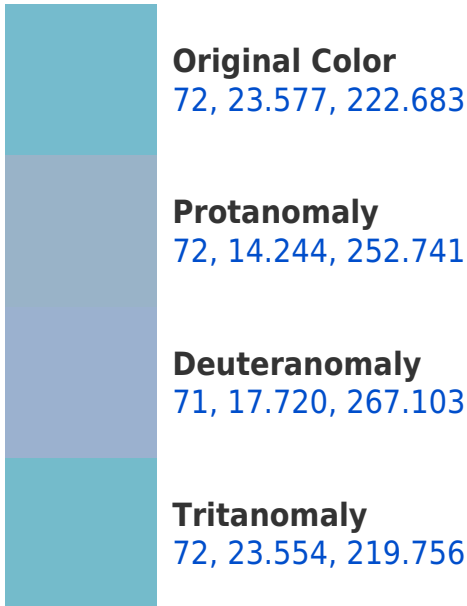 Original Color
72, 23.577, 222.683
Protanomaly
72, 14.244, 252.741
Deuteranomaly
71, 17.720, 267.103
Tritanomaly
72, 23.554, 219.756